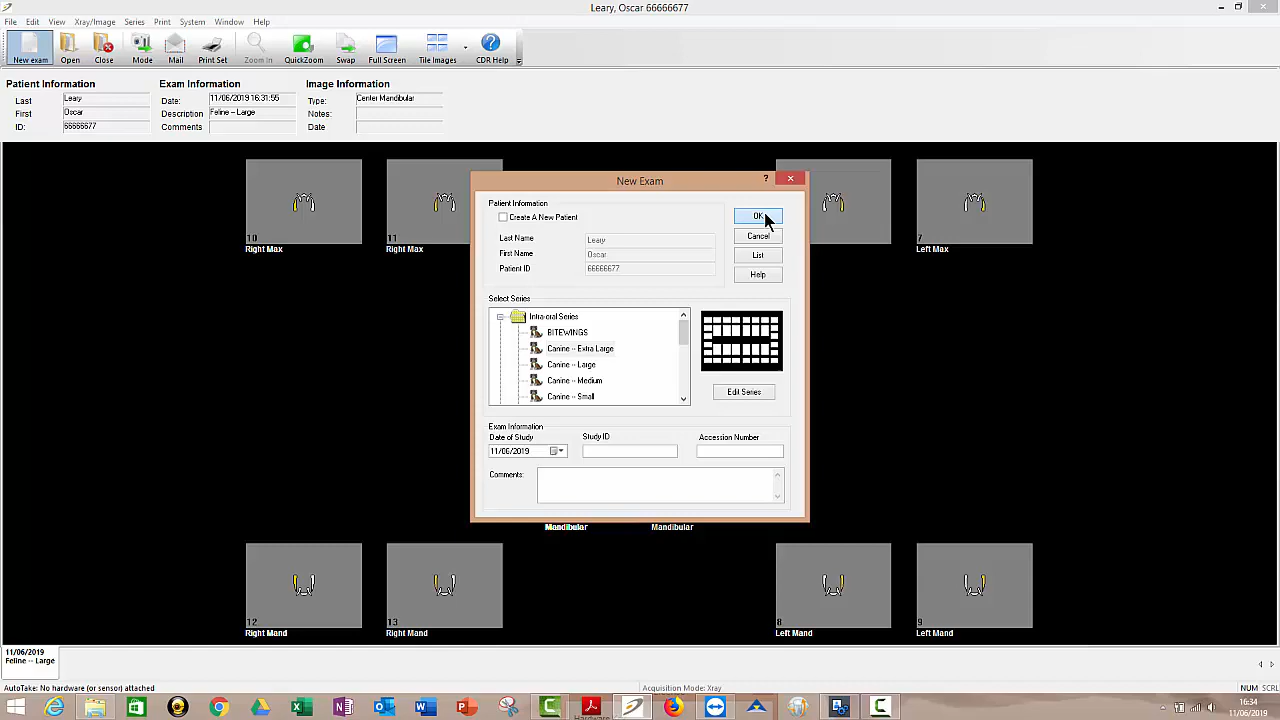 Leary, Oscar 66666677
File Edit View Xray/Image Series Print System Window Help
New exam Open Close Mode Mail Print Set Zoom In QuickZoom Swap Full Screen Tile Images CDR Help
Patient Information Exam Information Image Information
Last Leary Date: 11/06/2019 16:31:55 Type: Center Mandibular
First Oscar Description Feline -- Large Notes:
ID: 66666677 Comments Date
New Exam
?
Patient Information
Create A New Patient
OK
Last Name Leary
Cancel
First Name Oscar
List
Patient ID 66666677
Help
10 11 7
Right Max Right Max Left Max
Select Series
Intra-oral Series
BITEWINGS
Canine -- Extra Large
Canine -- Large
Canine -- Medium
Canine -- Small
Edit Series
Exam Information
Date of Study Study ID Accession Number
11/06/2019
Comments:
Mandibular Mandibular
12 13 8 9
Right Mand Right Mand Left Mand Left Mand
11/06/2019
Feline -- Large
AutoTake: No hardware (or sensor) attached Acquisition Mode: Xray NUM SCRL
Hardware
16:34
11/06/2019